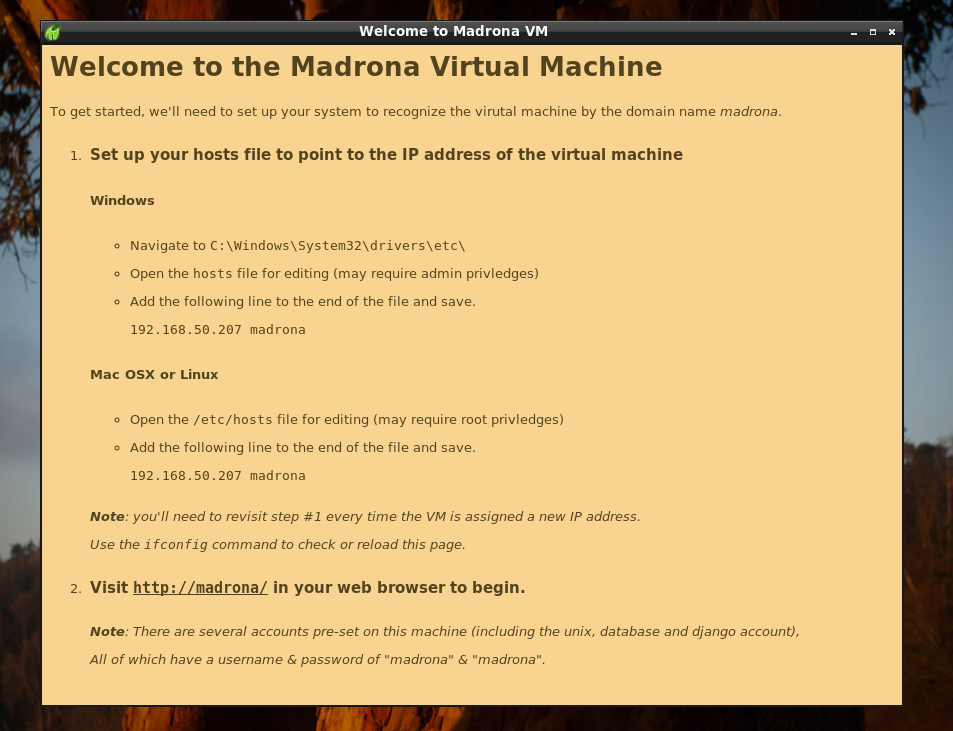 Welcome to Madrona VM
Welcome to the Madrona Virtual Machine
To get started, we'll need to set up your system to recognize the virutal machine by the domain name madrona.
1. Set up your hosts file to point to the IP address of the virtual machine
Windows
Navigate to C:\Windows\System32\drivers\etc\
Open the hosts file for editing (may require admin privledges)
Add the following line to the end of the file and save.
192.168.50.207 madrona
Mac OSX or Linux
Open the /etc/hosts file for editing (may require root privledges)
Add the following line to the end of the file and save.
192.168.50.207 madrona
Note: you'll need to revisit step #1 every time the VM is assigned a new IP address.
Use the ifconfig command to check or reload this page.
2. Visit http://madrona/ in your web browser to begin.
Note: There are several accounts pre-set on this machine (including the unix, database and django account),
All of which have a username & password of "madrona" & "madrona".